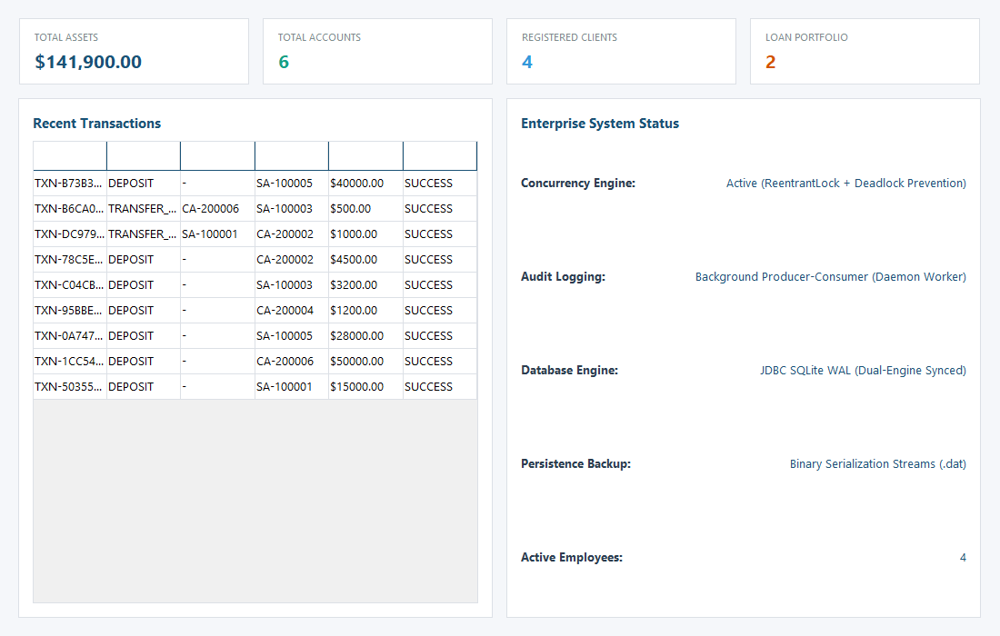 TOTAL ASSETS
$141,900.00
TOTAL ACCOUNTS
6
REGISTERED CLIENTS
4
LOAN PORTFOLIO
2
Recent Transactions
TXN-B73B3... DEPOSIT - SA-100005 $40000.00 SUCCESS
TXN-B6CA0... TRANSFER_... CA-200006 SA-100003 $500.00 SUCCESS
TXN-DC979... TRANSFER_... SA-100001 CA-200002 $1000.00 SUCCESS
TXN-78C5E... DEPOSIT - CA-200002 $4500.00 SUCCESS
TXN-C04CB... DEPOSIT - SA-100003 $3200.00 SUCCESS
TXN-95BBE... DEPOSIT - CA-200004 $1200.00 SUCCESS
TXN-0A747... DEPOSIT - SA-100005 $28000.00 SUCCESS
TXN-1CC54... DEPOSIT - CA-200006 $50000.00 SUCCESS
TXN-50355... DEPOSIT - SA-100001 $15000.00 SUCCESS
Enterprise System Status
Concurrency Engine: Active (ReentrantLock + Deadlock Prevention)
Audit Logging: Background Producer-Consumer (Daemon Worker)
Database Engine: JDBC SQLite WAL (Dual-Engine Synced)
Persistence Backup: Binary Serialization Streams (.dat)
Active Employees: 4